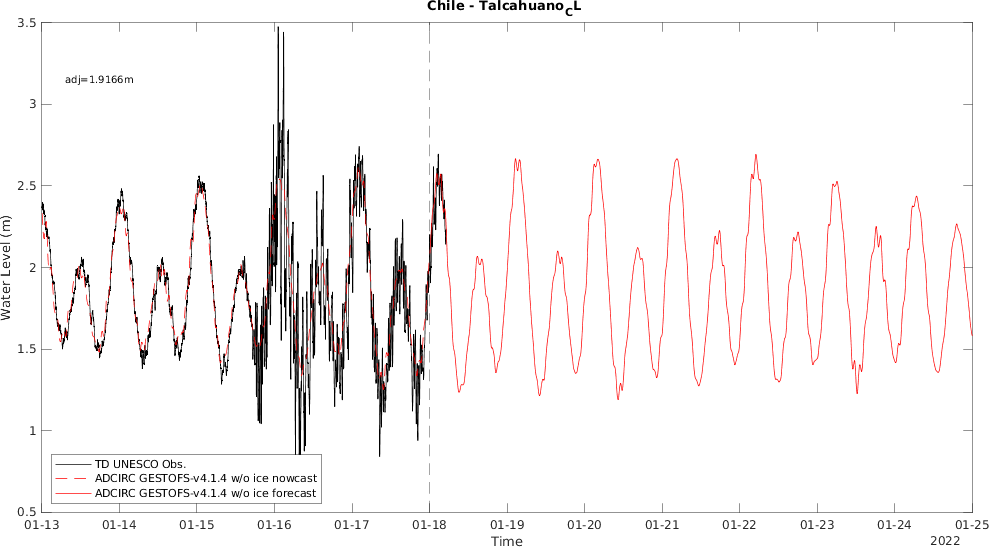 Chile - Talcahuano_CL
3.5
3
2.5
2
1.5
1
0.5
Water Level (m)
adj=1.9166m
TD UNESCO Obs.
ADCIRC GESTOFS-v4.1.4 w/o ice nowcast
ADCIRC GESTOFS-v4.1.4 w/o ice forecast
01-13 01-14 01-15 01-16 01-17 01-18 01-19 01-20 01-21 01-22 01-23 01-24 01-25
Time
2022